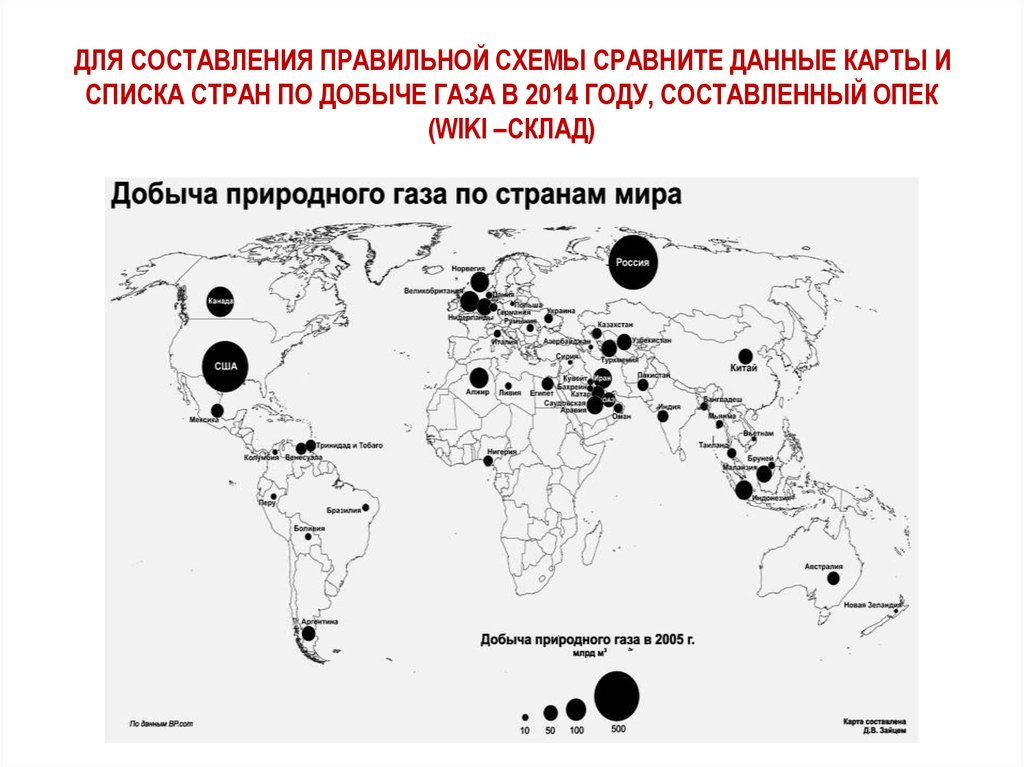 ДЛЯ СОСТАВЛЕНИЯ ПРАВИЛЬНОЙ СХЕМЫ СРАВНИТЕ ДАННЫЕ КАРТЫ И
СПИСКА СТРАН ПО ДОБЫЧЕ ГАЗА В 2014 ГОДУ, СОСТАВЛЕННЫЙ ОПЕК
(WIKI –СКЛАД)
Добыча природного газа по странам мира
Россия
Норвегия
Великобритания
Дания
Канада
Польша
Германия
Украина
Нидерланды
Румыния
Казахстан
Италия
Азербайджан
Узбекистан
Сирия
Туркмения
США
Китай
Кувейт
Иран
Пакистан
Бахрейн
Алжир
Ливия
Египет
Катар
ОАЭ
Саудовская
Аравия
Оман
Индия
Бангладеш
Мьянма
Мексика
Вьетнам
Таиланд
Тринидад и Тобаго
Колумбия
Венесуэла
Нигерия
Бруней
Малайзия
Индонезия
Перу
Бразилия
Боливия
Австралия
Новая Зеландия
Аргентина
Добыча природного газа в 2005 г.
млрд м³
10 50 100 500
По данным BP.com
Карта составлена
Д.В. Зайцем